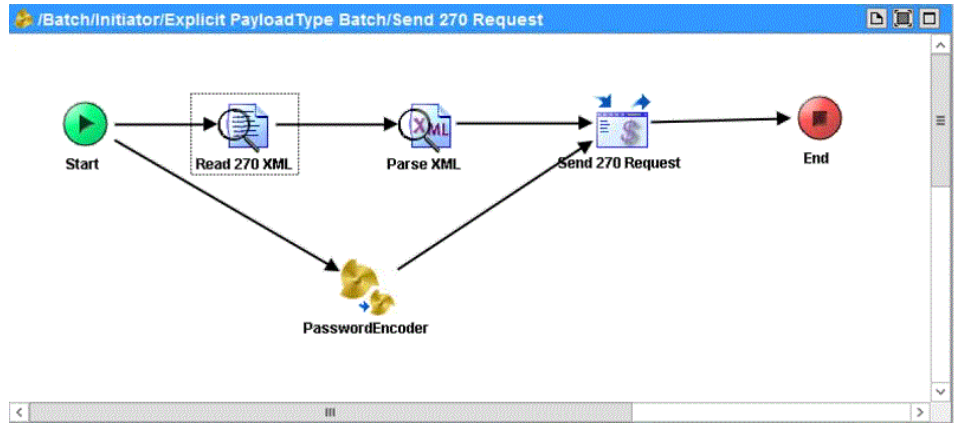 /Batch/Initiator/Explicit PayloadType Batch/Send 270 Request
XML
$
Start
Read 270 XML
Parse XML
Send 270 Request
End
PasswordEncoder